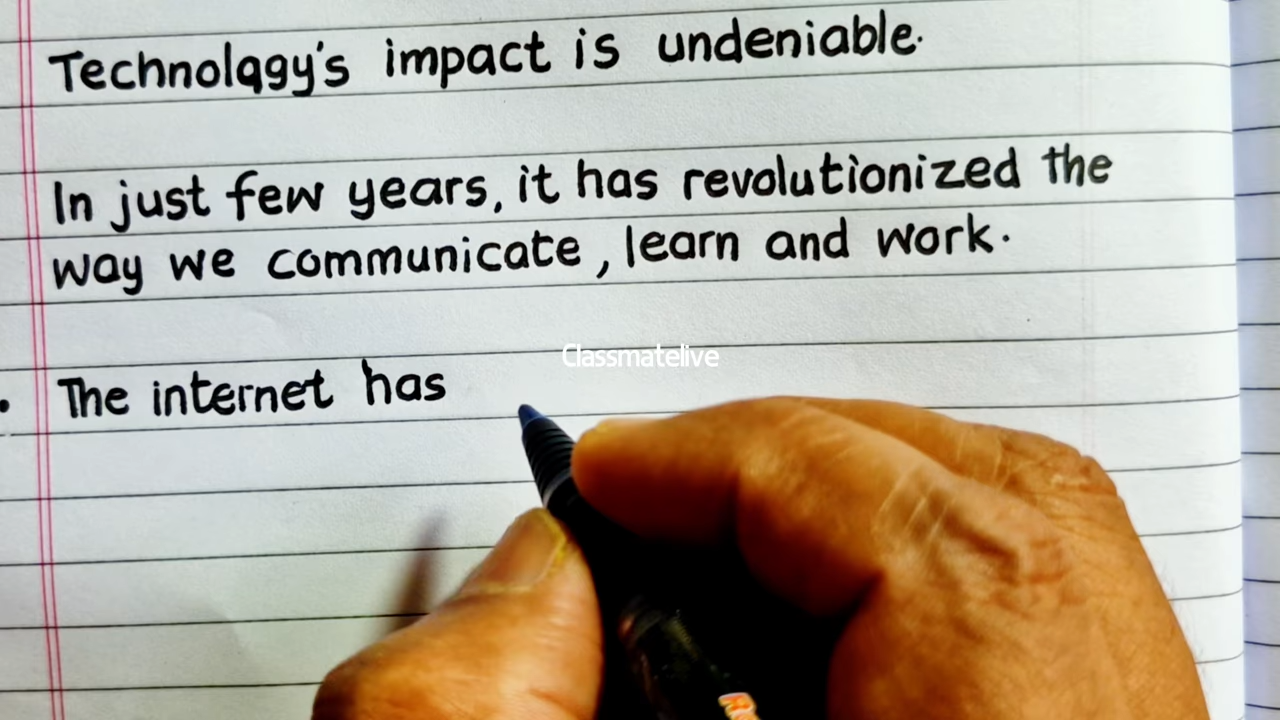 Technology's impact is undeniable.
In just few years, it has revolutionized the
way we communicate, learn and work.
Classmatelive
. The internet has